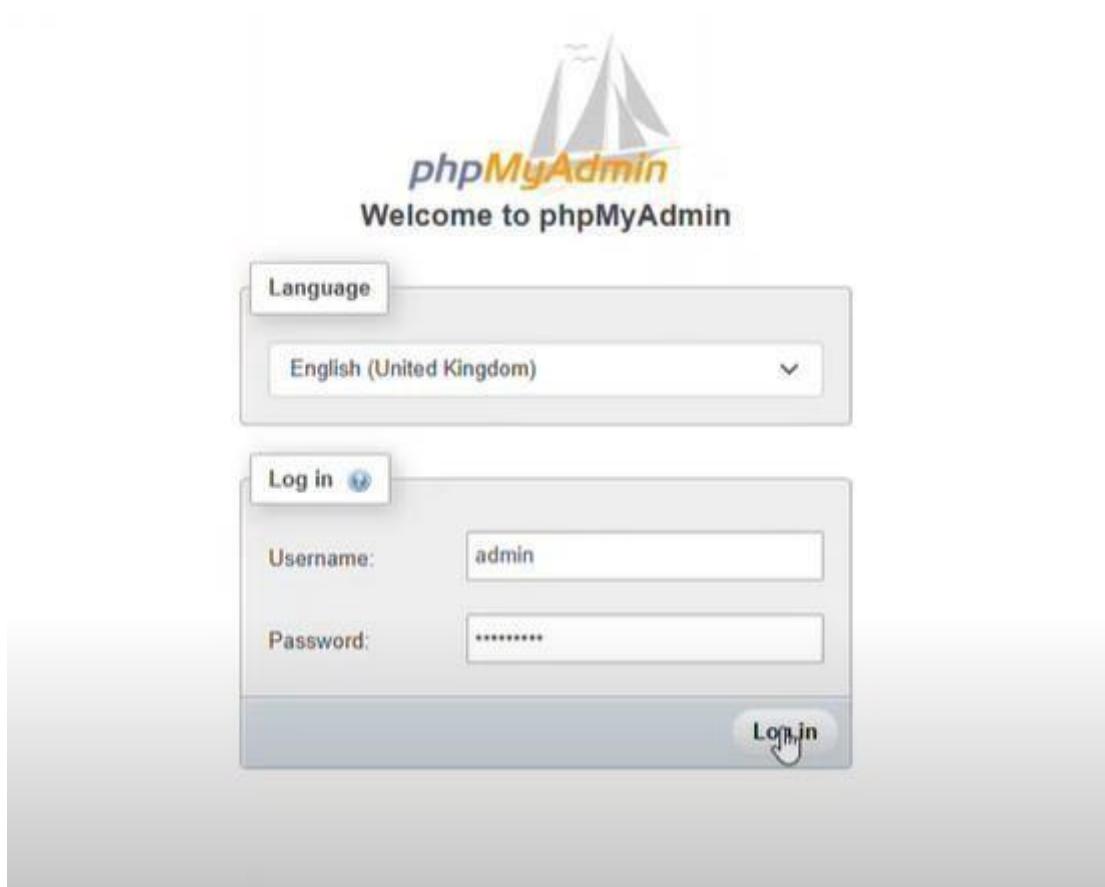 phpMyAdmin
Welcome to phpMyAdmin
Language
English (United Kingdom)
Log in
Username: admin
Password: •••••••••
Log in